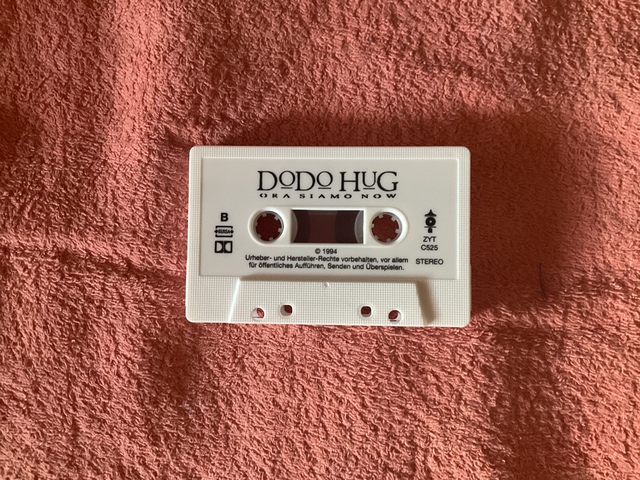 DODO HUG
ORA SIAMO NOW
B
ZYT
C525
© 1994
Urheber- und Hersteller-Rechte vorbehalten, vor allem
für öffentliches Aufführen, Senden und Überspielen.
STEREO